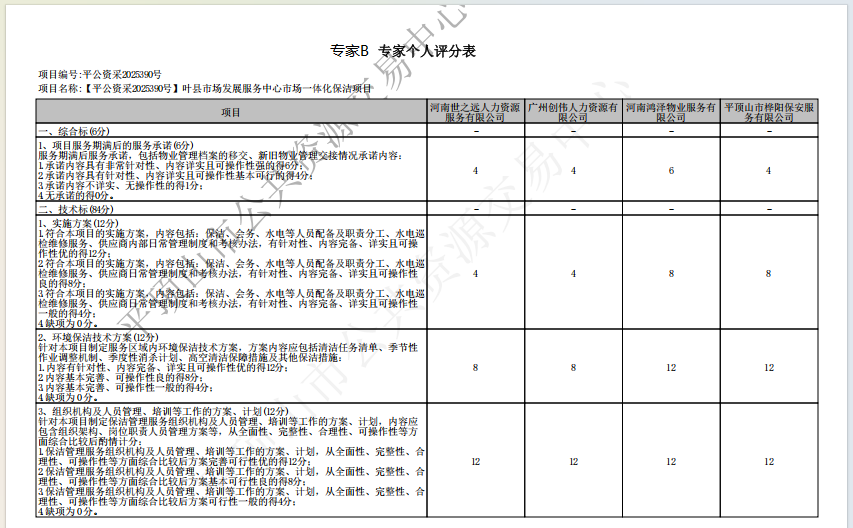 专家B 专家个人评分表
项目编号:平公资采2025390号
项目名称:【平公资采2025390号】叶县市场发展服务中心市场一体化保洁项目
项目
河南世之远人力资源服务有限公司
广州创伟人力资源有限公司
河南鸿泽物业服务有限公司
平顶山市桦阳保安服务有限公司
一、综合标(6分)
- - - -
1、项目服务期满后的服务承诺(6分)
服务期满后服务承诺，包括物业管理档案的移交、新旧物业管理交接情况承诺内容：
1.承诺内容具有非常针对性、内容详实且可操作性强的得6分；
2.承诺内容具有针对性、内容详实且可操作性基本可行的得4分；
3.承诺内容不详实、无操作性的得1分；
4.无承诺的得0分。
4 4 6 4
二、技术标(84分)
- - - -
1、实施方案(12分)
1.符合本项目的实施方案，内容包括：保洁、会务、水电等人员配备及职责分工、水电巡
检维修服务、供应商内部日常管理制度和考核办法，有针对性、内容完备、详实且可操
作性优的得12分；
2.符合本项目的实施方案，内容包括：保洁、会务、水电等人员配备及职责分工、水电巡
检维修服务、供应商日常管理制度和考核办法，有针对性、内容完备、详实且可操作性
良的得8分；
3.符合本项目的实施方案，内容包括：保洁、会务、水电等人员配备及职责分工、水电巡
检维修服务、供应商日常管理制度和考核办法，有针对性、内容完备、详实且可操作性
一般的得4分；
4.缺项为０分。
4 4 8 8
2、环境保洁技术方案(12分)
针对本项目制定服务区域内环境保洁技术方案，方案内容应包括清洁任务清单、季节性
作业调整机制、季度性消杀计划、高空清洁保障措施及其他保洁措施：
1.内容有针对性、内容完备、详实且可操作性优的得12分；
2.内容基本完善、可操作性良的得8分；
3.内容基本完善、可操作性一般的得4分；
4.缺项为０分。
8 8 12 12
3、组织机构及人员管理、培训等工作的方案、计划(12分)
针对本项目制定保洁管理服务组织机构及人员管理、培训等工作的方案、计划，内容应
包含组织架构、岗位职责人员管理方案等，从全面性、完整性、合理性、可操作性等方
面综合比较后酌情计分：
1.保洁管理服务组织机构及人员管理、培训等工作的方案、计划，从全面性、完整性、合
理性、可操作性等方面综合比较后方案完善可行性优的得12分；
2.保洁管理服务组织机构及人员管理、培训等工作的方案、计划，从全面性、完整性、合
理性、可操作性等方面综合比较后方案基本可行性良的得8分；
3.保洁管理服务组织机构及人员管理、培训等工作的方案、计划，从全面性、完整性、合
理性、可操作性等方面综合比较后方案可行性一般的得4分；
4.缺项为０分。
12 12 12 12
平顶山市公共资源交易中心
山市公共资源交易中心